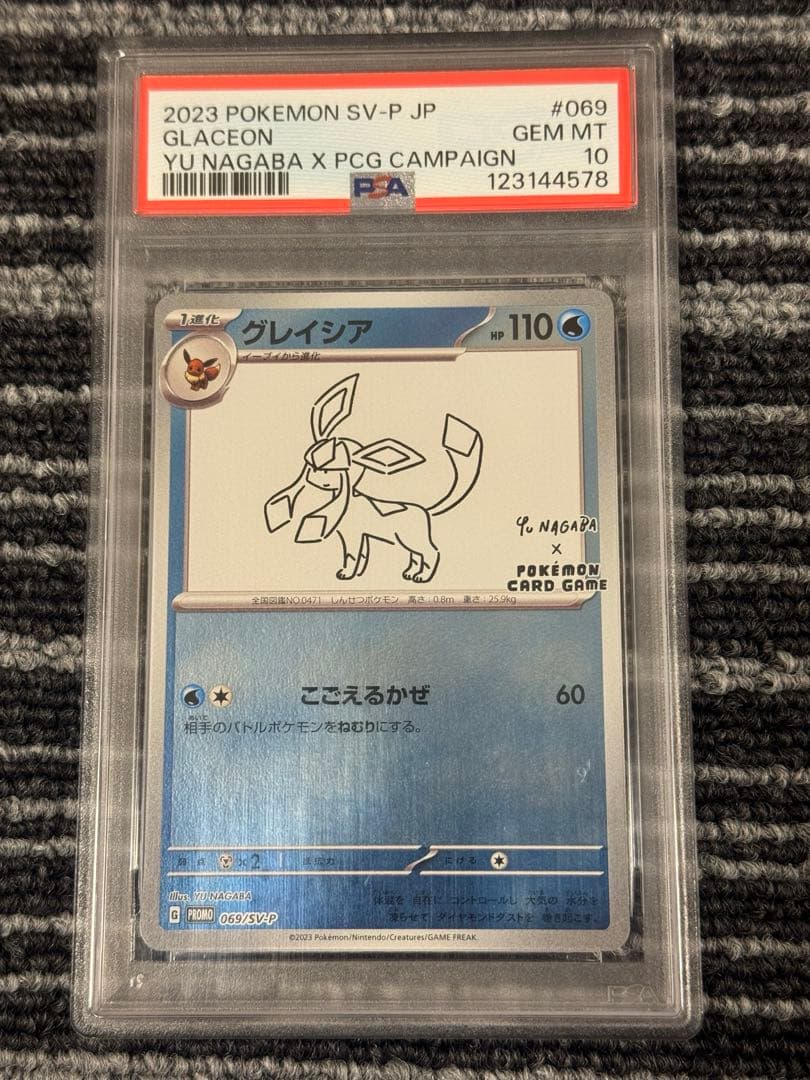 2023 POKEMON SV-P JP #069
GLACEON GEM MT
YU NAGABA X PCG CAMPAIGN 10
PSA 123144578
1進化 グレイシア HP 110
イーブイから進化
Yu NAGABA
×
POKÉMON
CARD GAME
全国図鑑NO.0471 しんせつポケモン 高さ:0.8m 重さ:25.9kg
こごえるかぜ 60
あいて
相手のバトルポケモンをねむりにする。
弱点 ×2 抵抗力 にげる
Illus. YU NAGABA
体温を 自在に コントロールし 大気の 水分を
凍らせて ダイヤモンドダストを 巻き起こす。
G PROMO 069/SV-P
©2023 Pokémon/Nintendo/Creatures/GAME FREAK.
PSA